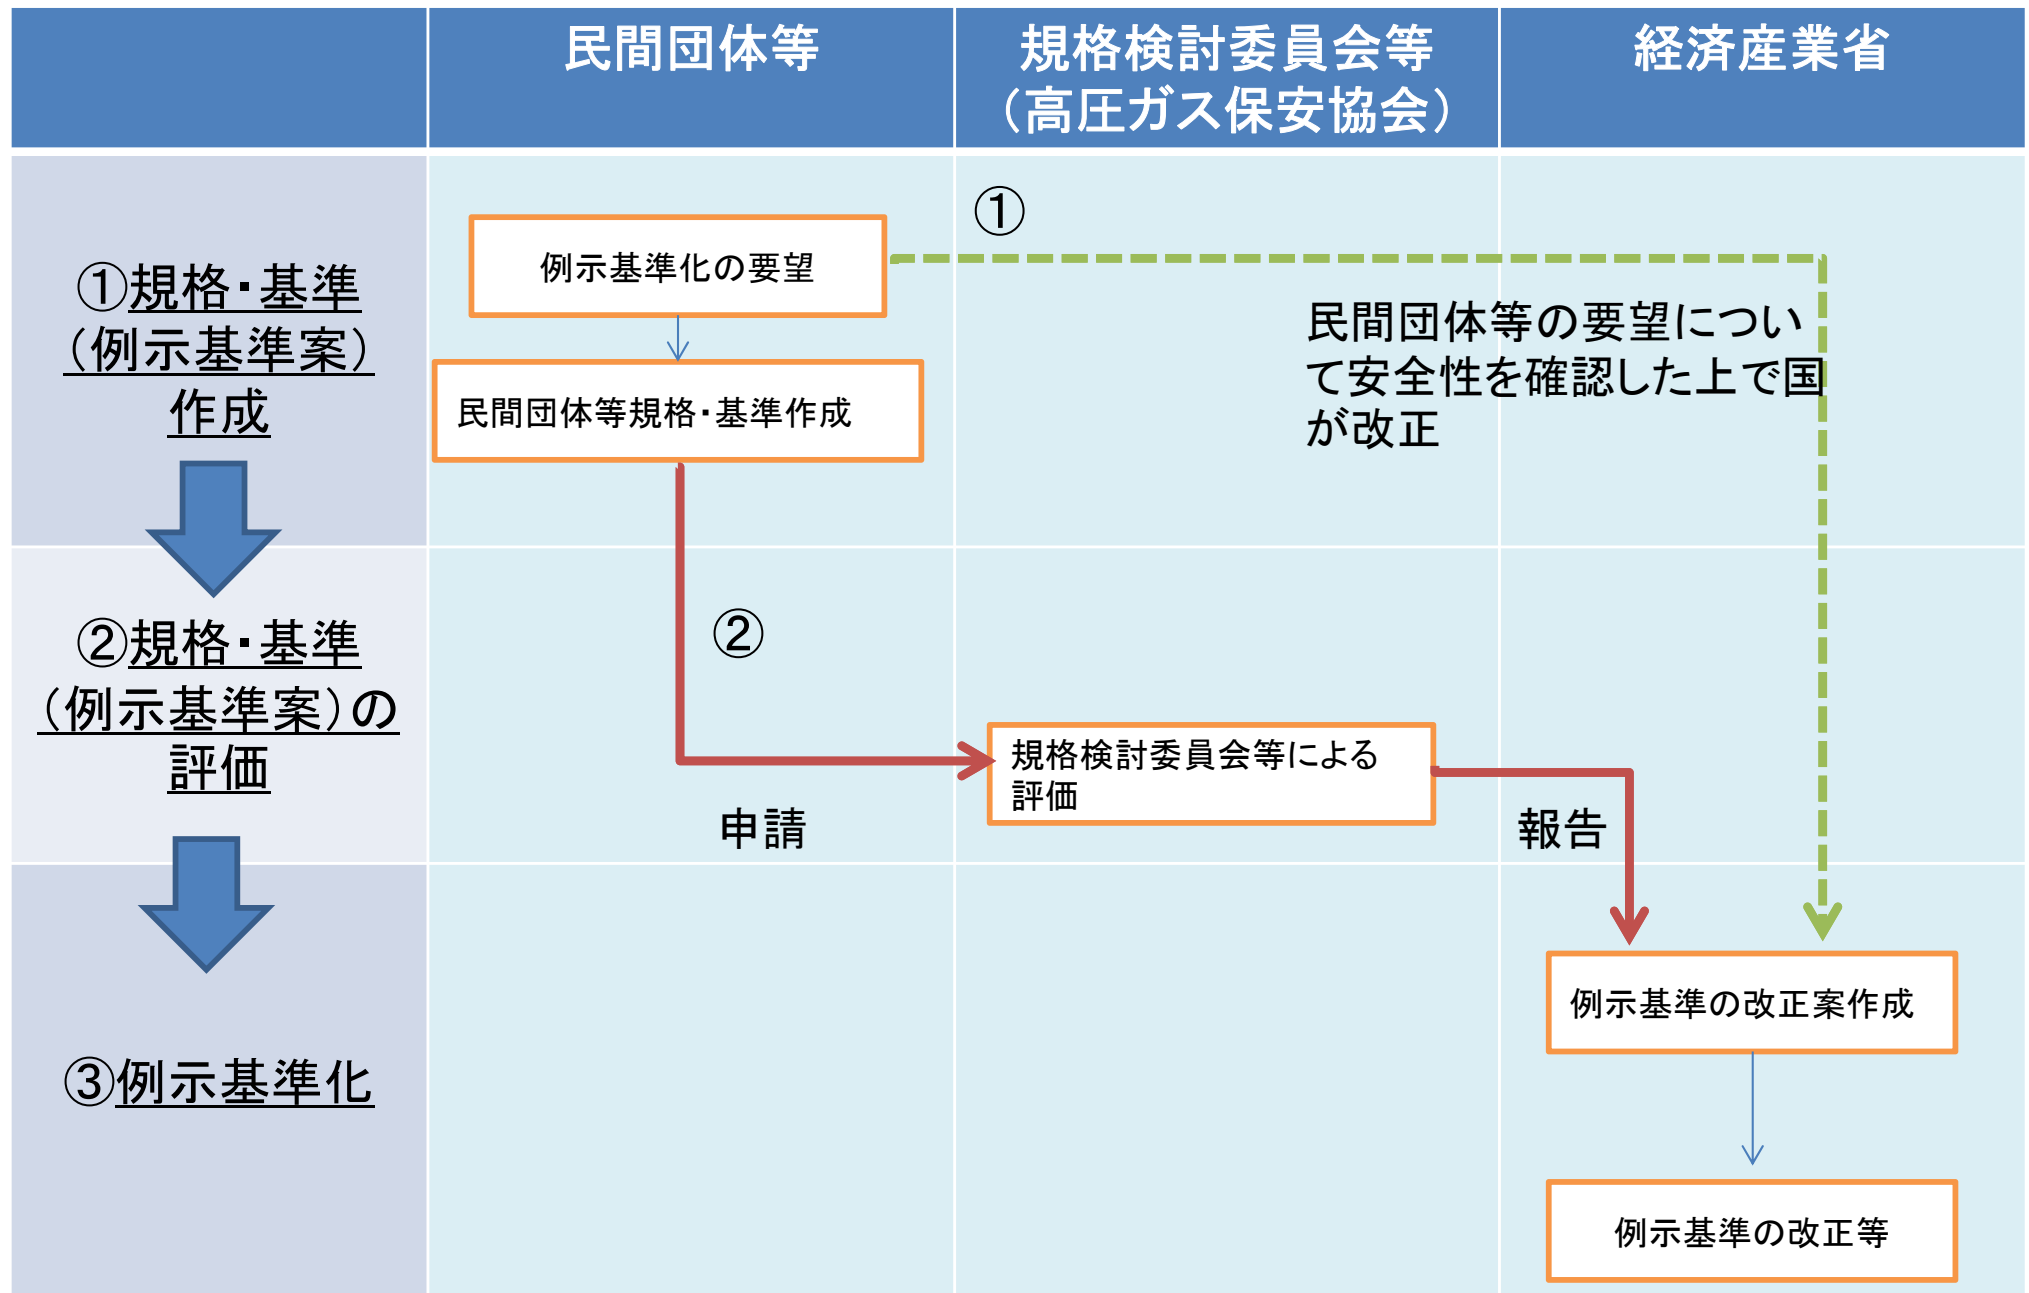 民間団体等
規格検討委員会等
（高圧ガス保安協会）
経済産業省
①規格・基準
（例示基準案）
作成
例示基準化の要望
民間団体等規格・基準作成
①
民間団体等の要望につい
て安全性を確認した上で国
が改正
②規格・基準
（例示基準案）の
評価
②
申請
規格検討委員会等による
評価
報告
③例示基準化
例示基準の改正案作成
例示基準の改正等